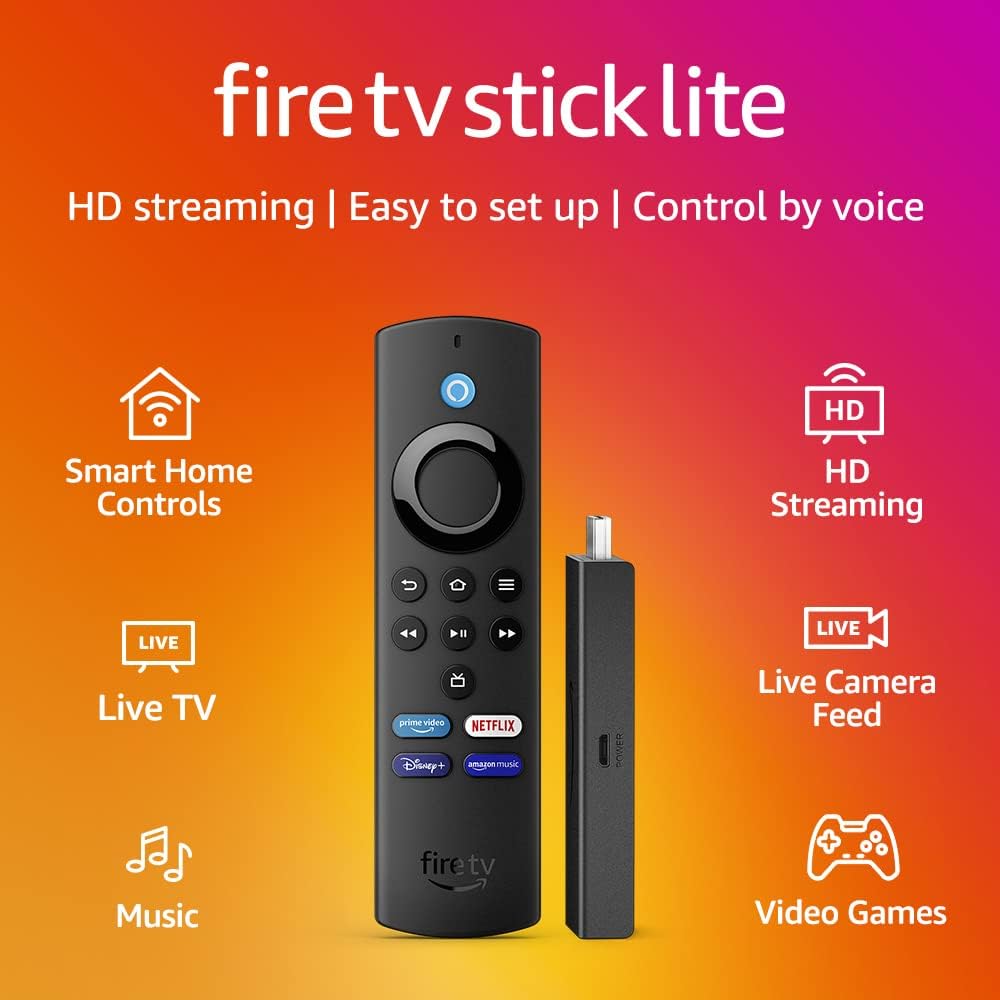 fire tv stick lite
HD streaming | Easy to set up | Control by voice
Smart Home
Controls
LIVE
Live TV
Music
prime video
NETFLIX
Disney+
amazon music
fire tv
POWER
HD
HD
Streaming
LIVE
Live Camera
Feed
Video Games